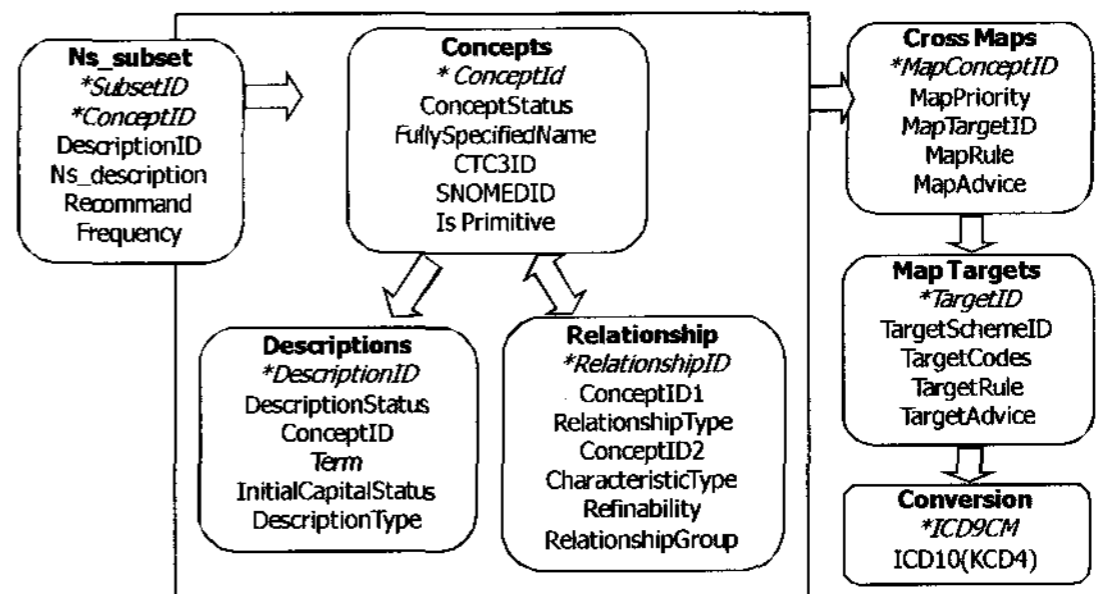 Ns_subset
*SubsetID
*ConceptID
DescriptionID
Ns_description
Recommand
Frequency
Concepts
* ConceptId
ConceptStatus
FullySpecifiedName
CTC3ID
SNOMEDID
Is Primitive
Descriptions
*DescriptionID
DescriptionStatus
ConceptID
Term
InitialCapitalStatus
DescriptionType
Relationship
*RelationshipID
ConceptID1
RelationshipType
ConceptID2
CharacteristicType
Refinability
RelationshipGroup
Cross Maps
*MapConceptID
MapPriority
MapTargetID
MapRule
MapAdvice
Map Targets
*TargetID
TargetSchemeID
TargetCodes
TargetRule
TargetAdvice
Conversion
*ICD9CM
ICD10(KCD4)